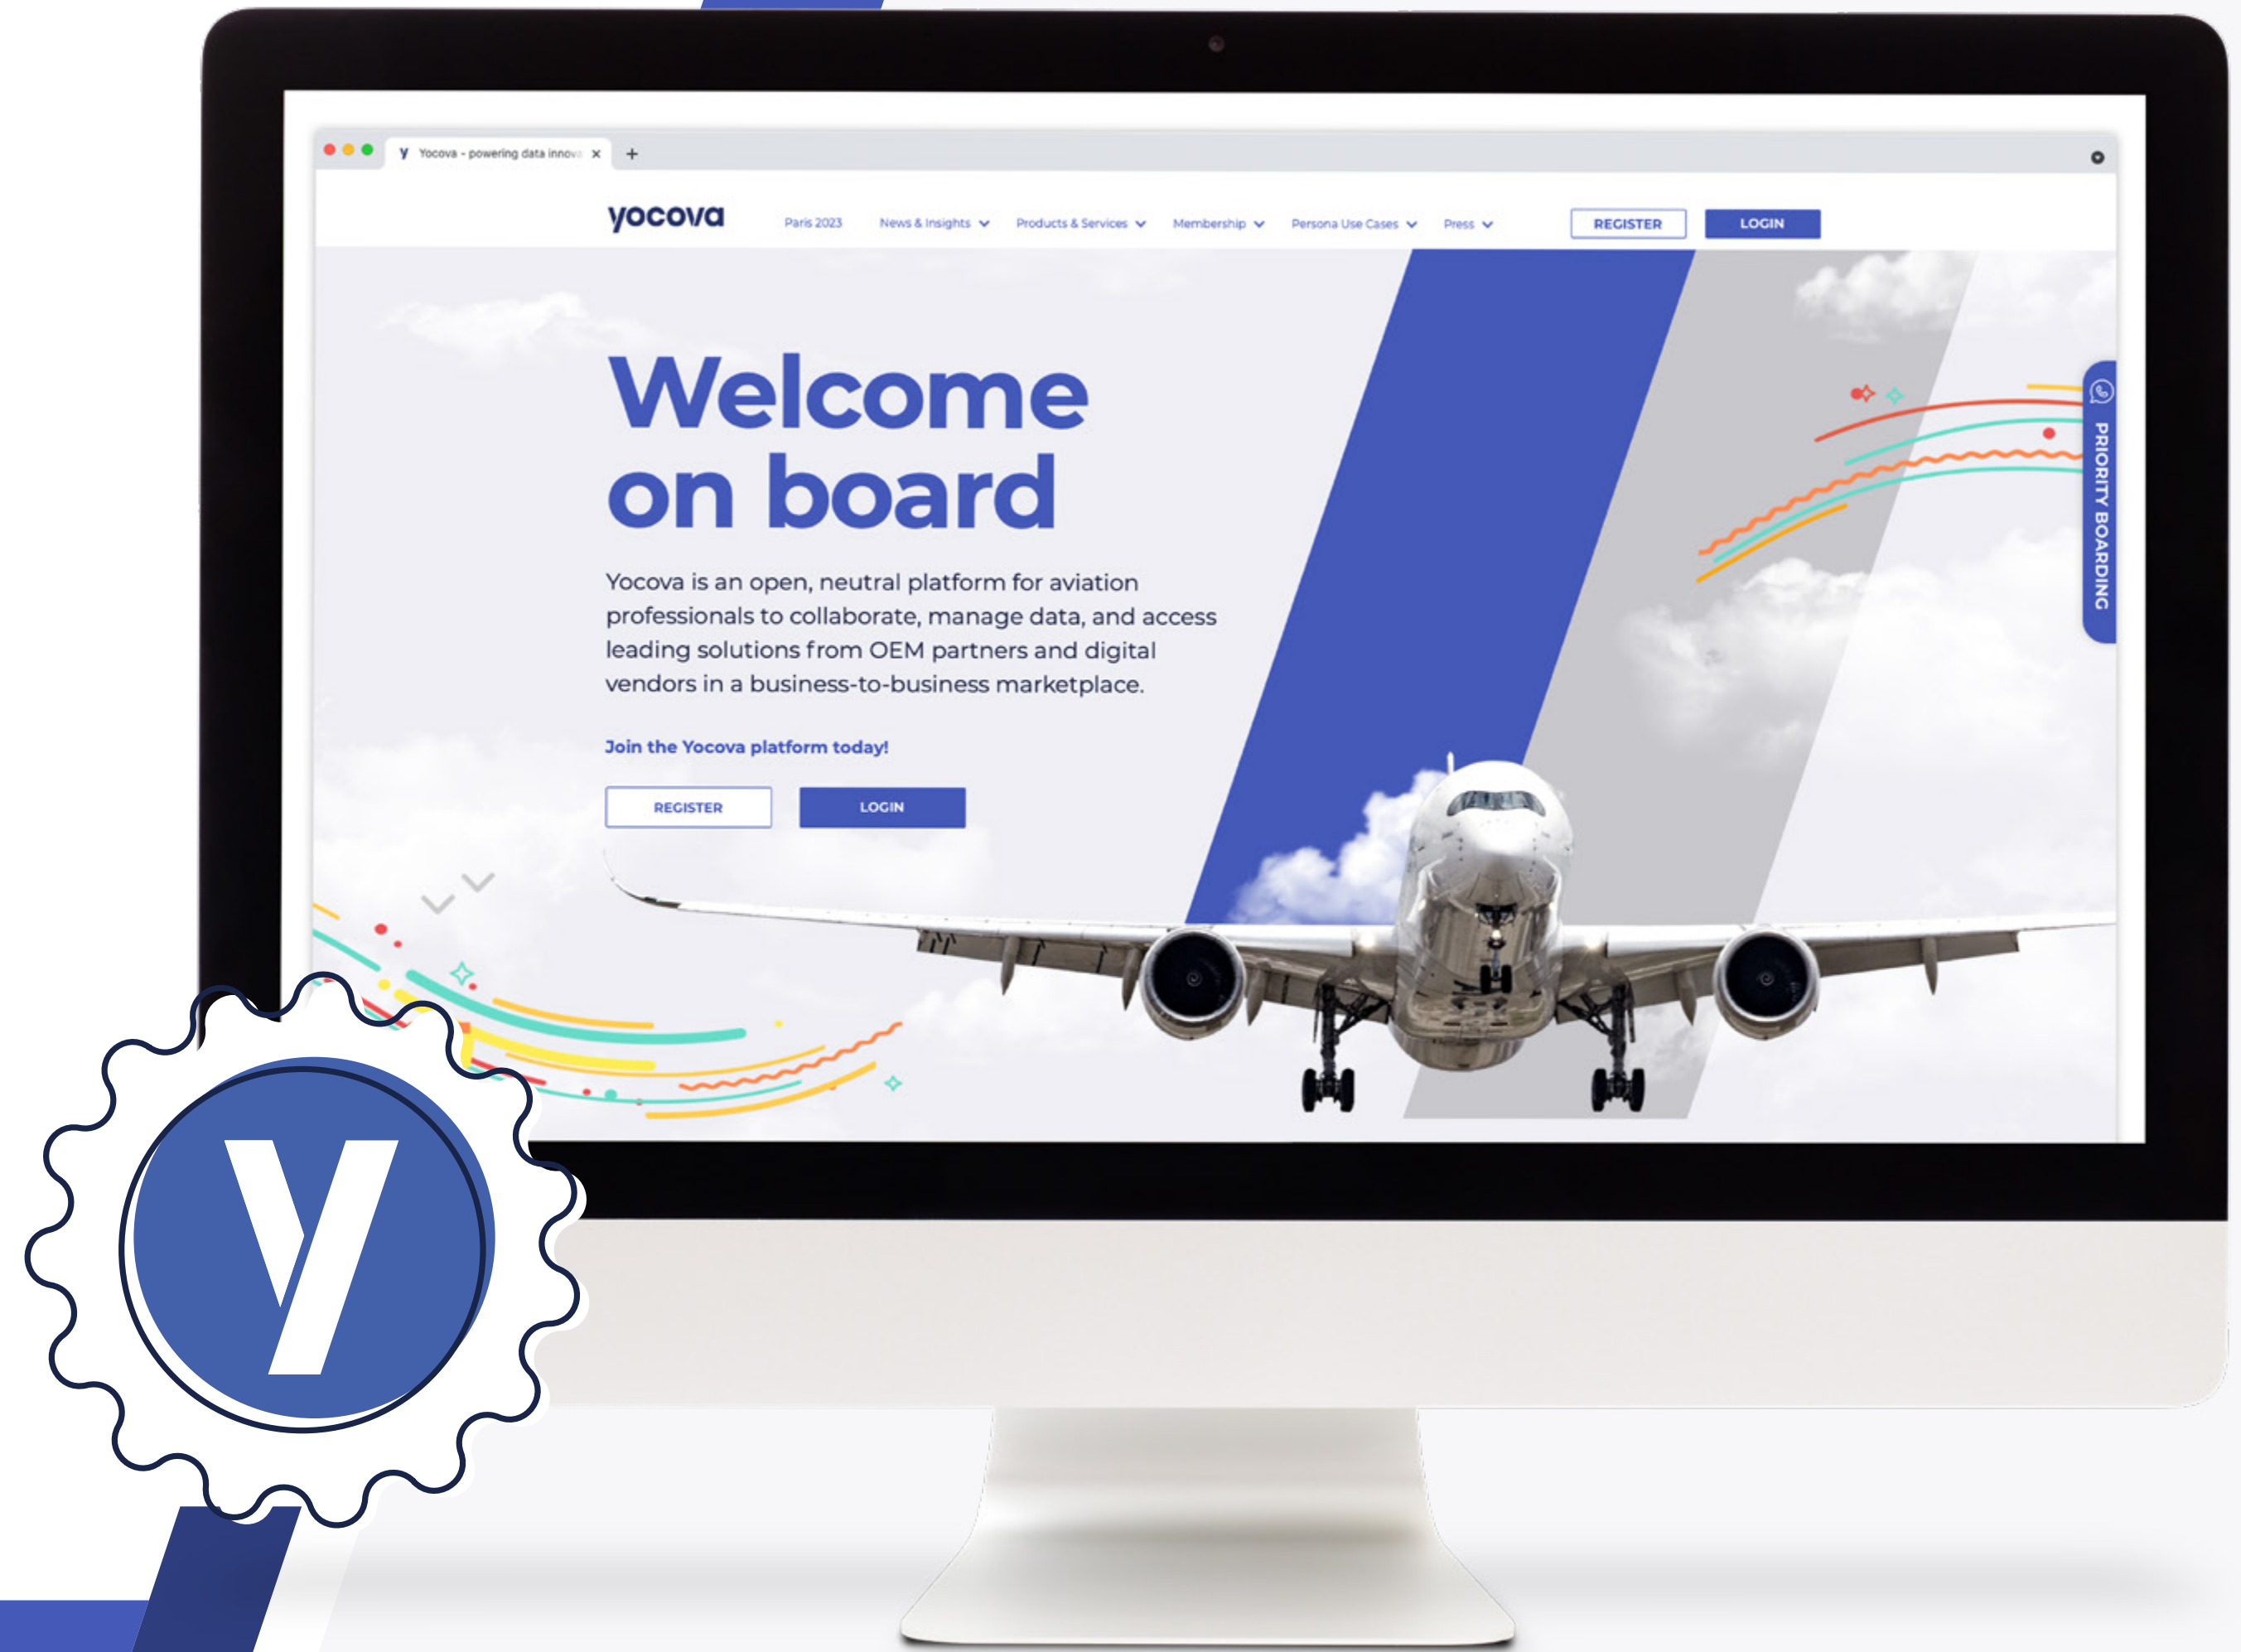 y Yocova - powering data innova
yocova
Paris 2023 News & Insights Products & Services Membership Persona Use Cases Press REGISTER LOGIN
Welcome
on board
Yocova is an open, neutral platform for aviation
professionals to collaborate, manage data, and access
leading solutions from OEM partners and digital
vendors in a business-to-business marketplace.
Join the Yocova platform today!
REGISTER LOGIN
PRIORITY BOARDING
y